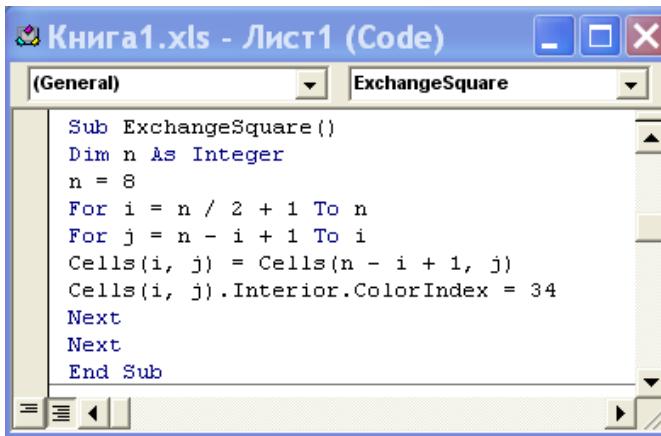 Книга1.xls - Лист1 (Code)
(General) ExchangeSquare
Sub ExchangeSquare()
Dim n As Integer
n = 8
For i = n / 2 + 1 To n
For j = n - i + 1 To i
Cells(i, j) = Cells(n - i + 1, j)
Cells(i, j).Interior.ColorIndex = 34
Next
Next
End Sub